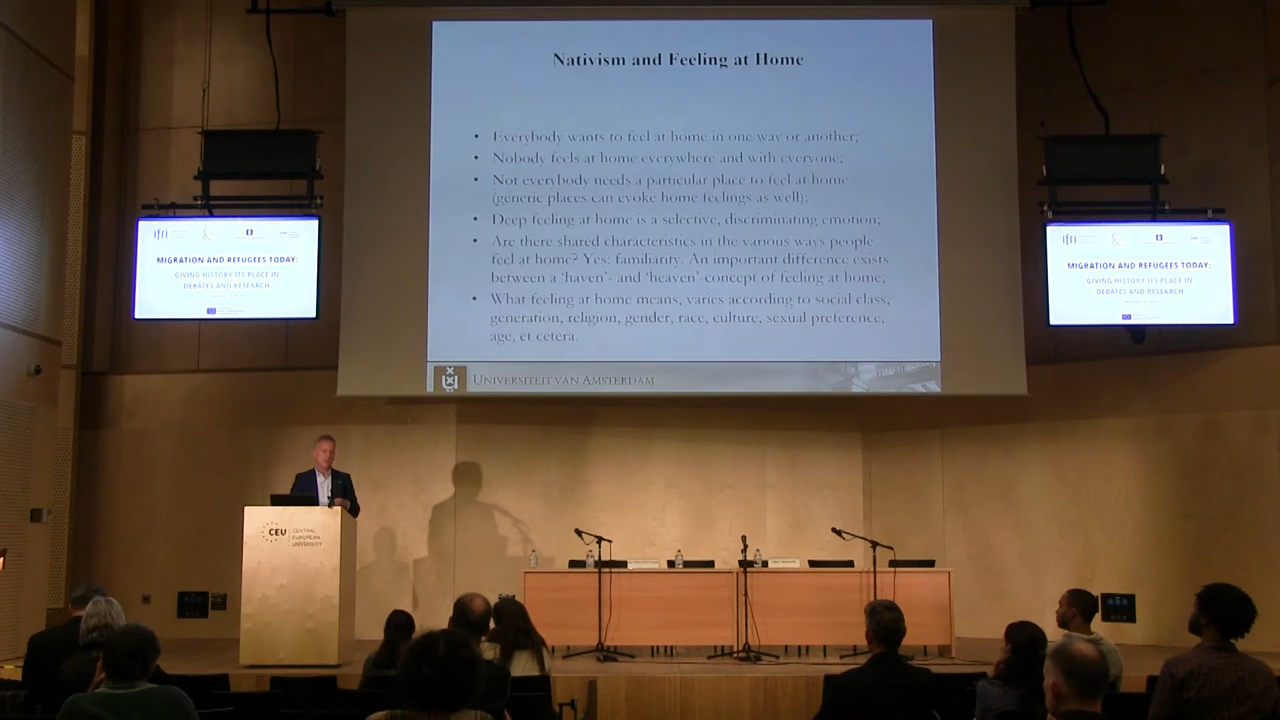 Nativism and Feeling at Home
• Everybody wants to feel at home in one way or another;
• Nobody feels at home everywhere and with everyone;
• Not everybody needs a particular place to feel at home
(generic places can evoke home feelings as well);
• Deep feeling at home is a selective, discriminating emotion;
• Are there shared characteristics in the various ways people
feel at home? Yes: familiarity. An important difference exists
between a 'haven'- and 'heaven'-concept of feeling at home;
• What feeling at home means, varies according to social class,
generation, religion, gender, race, culture, sexual preference,
age, et cetera.
UNIVERSITEIT VAN AMSTERDAM
ifri
MIGRATION AND REFUGEES TODAY:
GIVING HISTORY ITS PLACE IN
DEBATES AND RESEARCH
ifri
MIGRATION AND REFUGEES TODAY:
GIVING HISTORY ITS PLACE IN
DEBATES AND RESEARCH
CEU
CENTRAL
EUROPEAN
UNIVERSITY